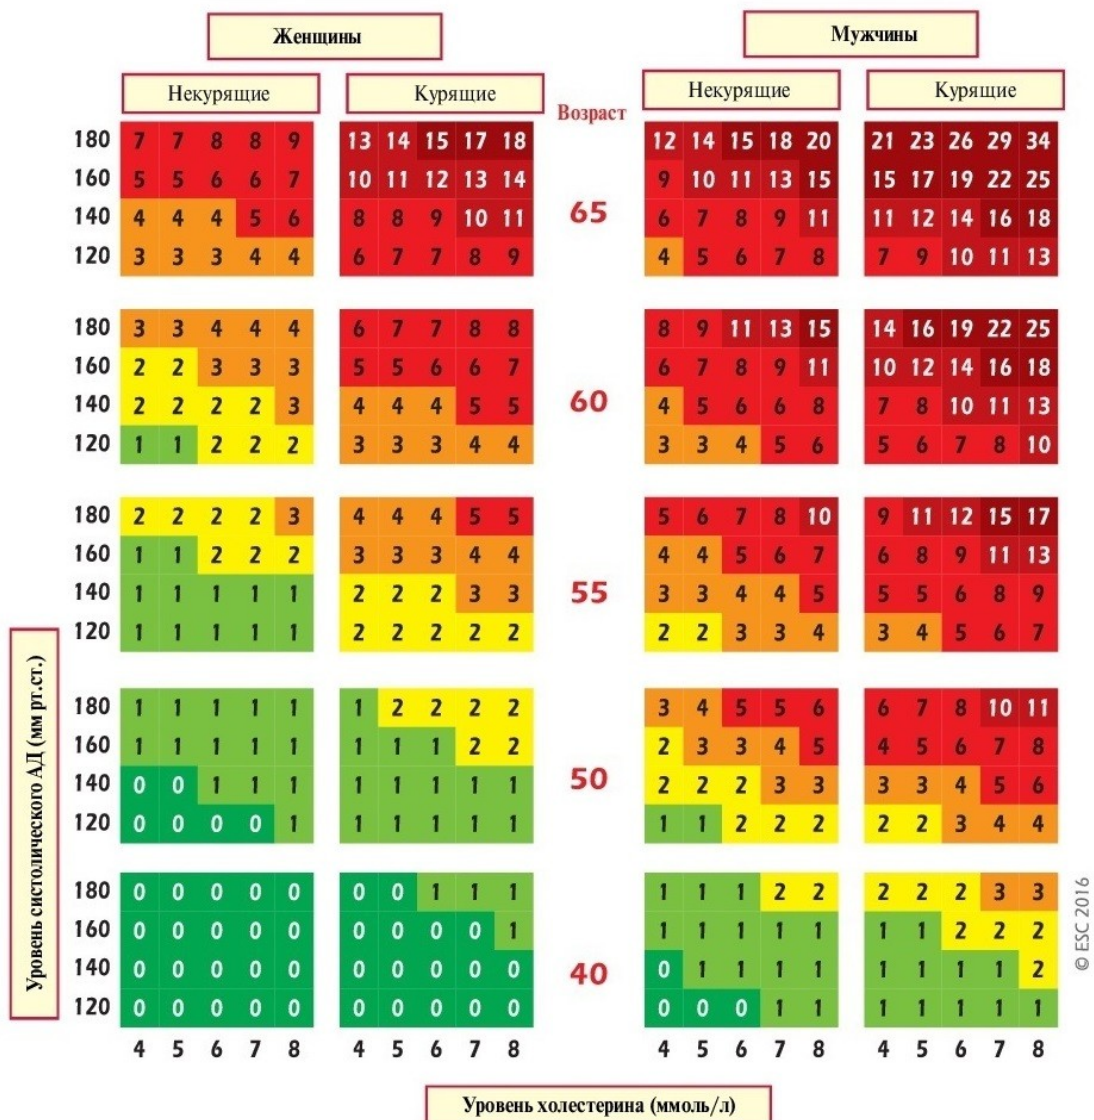 Женщины Мужчины
Некурящие Курящие Некурящие Курящие
Возраст
180 7 7 8 8 9 13 14 15 17 18 12 14 15 18 20 21 23 26 29 34
160 5 5 6 6 7 10 11 12 13 14 9 10 11 13 15 15 17 19 22 25
65
140 4 4 4 5 6 8 8 9 10 11 6 7 8 9 11 11 12 14 16 18
120 3 3 3 4 4 6 7 7 8 9 4 5 6 7 8 7 9 10 11 13
180 3 3 4 4 4 6 7 7 8 8 8 9 11 13 15 14 16 19 22 25
160 2 2 3 3 3 5 5 6 6 7 6 7 8 9 11 10 12 14 16 18
60
140 2 2 2 2 3 4 4 4 5 5 4 5 6 6 8 7 8 10 11 13
120 1 1 2 2 2 3 3 3 4 4 3 3 4 5 6 5 6 7 8 10
180 2 2 2 2 3 4 4 4 5 5 5 6 7 8 10 9 11 12 15 17
160 1 1 2 2 2 3 3 3 4 4 4 4 5 6 7 6 8 9 11 13
55
140 1 1 1 1 1 2 2 2 3 3 3 3 4 4 5 5 5 6 8 9
120 1 1 1 1 1 2 2 2 2 2 2 2 3 3 4 3 4 5 6 7
180 1 1 1 1 1 1 2 2 2 2 3 4 5 5 6 6 7 8 10 11
160 1 1 1 1 1 1 1 1 2 2 2 3 3 4 5 4 5 6 7 8
50
140 0 0 1 1 1 1 1 1 1 1 2 2 2 3 3 3 3 4 5 6
120 0 0 0 0 1 1 1 1 1 1 1 1 2 2 2 2 2 3 4 4
180 0 0 0 0 0 0 0 1 1 1 1 1 1 2 2 2 2 2 3 3
160 0 0 0 0 0 0 0 0 0 1 1 1 1 1 1 1 1 2 2 2
40
140 0 0 0 0 0 0 0 0 0 0 0 1 1 1 1 1 1 1 1 2
120 0 0 0 0 0 0 0 0 0 0 0 0 0 1 1 1 1 1 1 1
4 5 6 7 8 4 5 6 7 8 4 5 6 7 8 4 5 6 7 8
Уровень холестерина (ммоль/л)
Уровень систолического АД (мм рт.ст.)
© ESC 2016